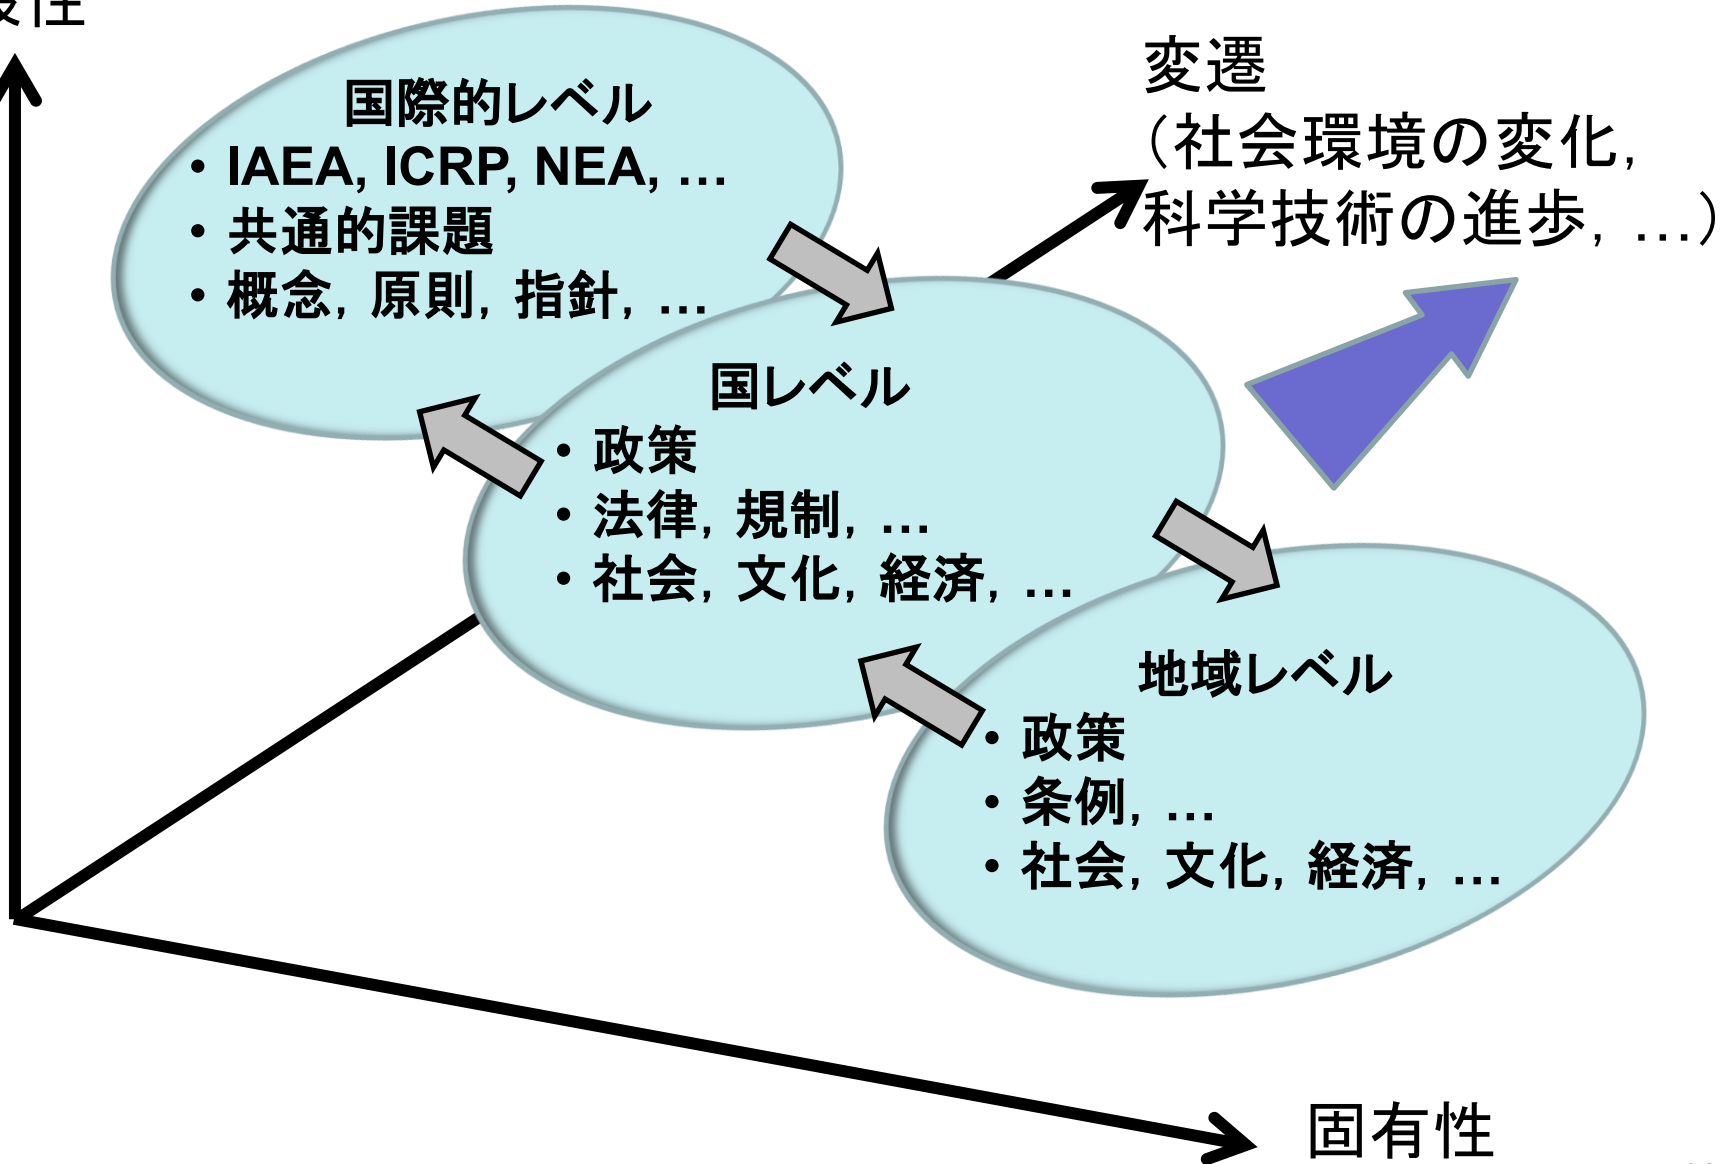 性
国際的レベル
• IAEA, ICRP, NEA, …
• 共通的課題
• 概念，原則，指針，…
変遷
（社会環境の変化，
科学技術の進歩，…）
国レベル
• 政策
• 法律，規制，…
• 社会，文化，経済，…
地域レベル
• 政策
• 条例，…
• 社会，文化，経済，…
固有性